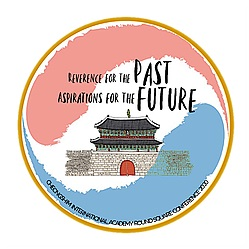 REVERENCE FOR THE PAST
ASPIRATIONS FOR THE FUTURE
CHEONGSHIM INTERNATIONAL ACADEMY ROUND SQUARE CONFERENCE 2020